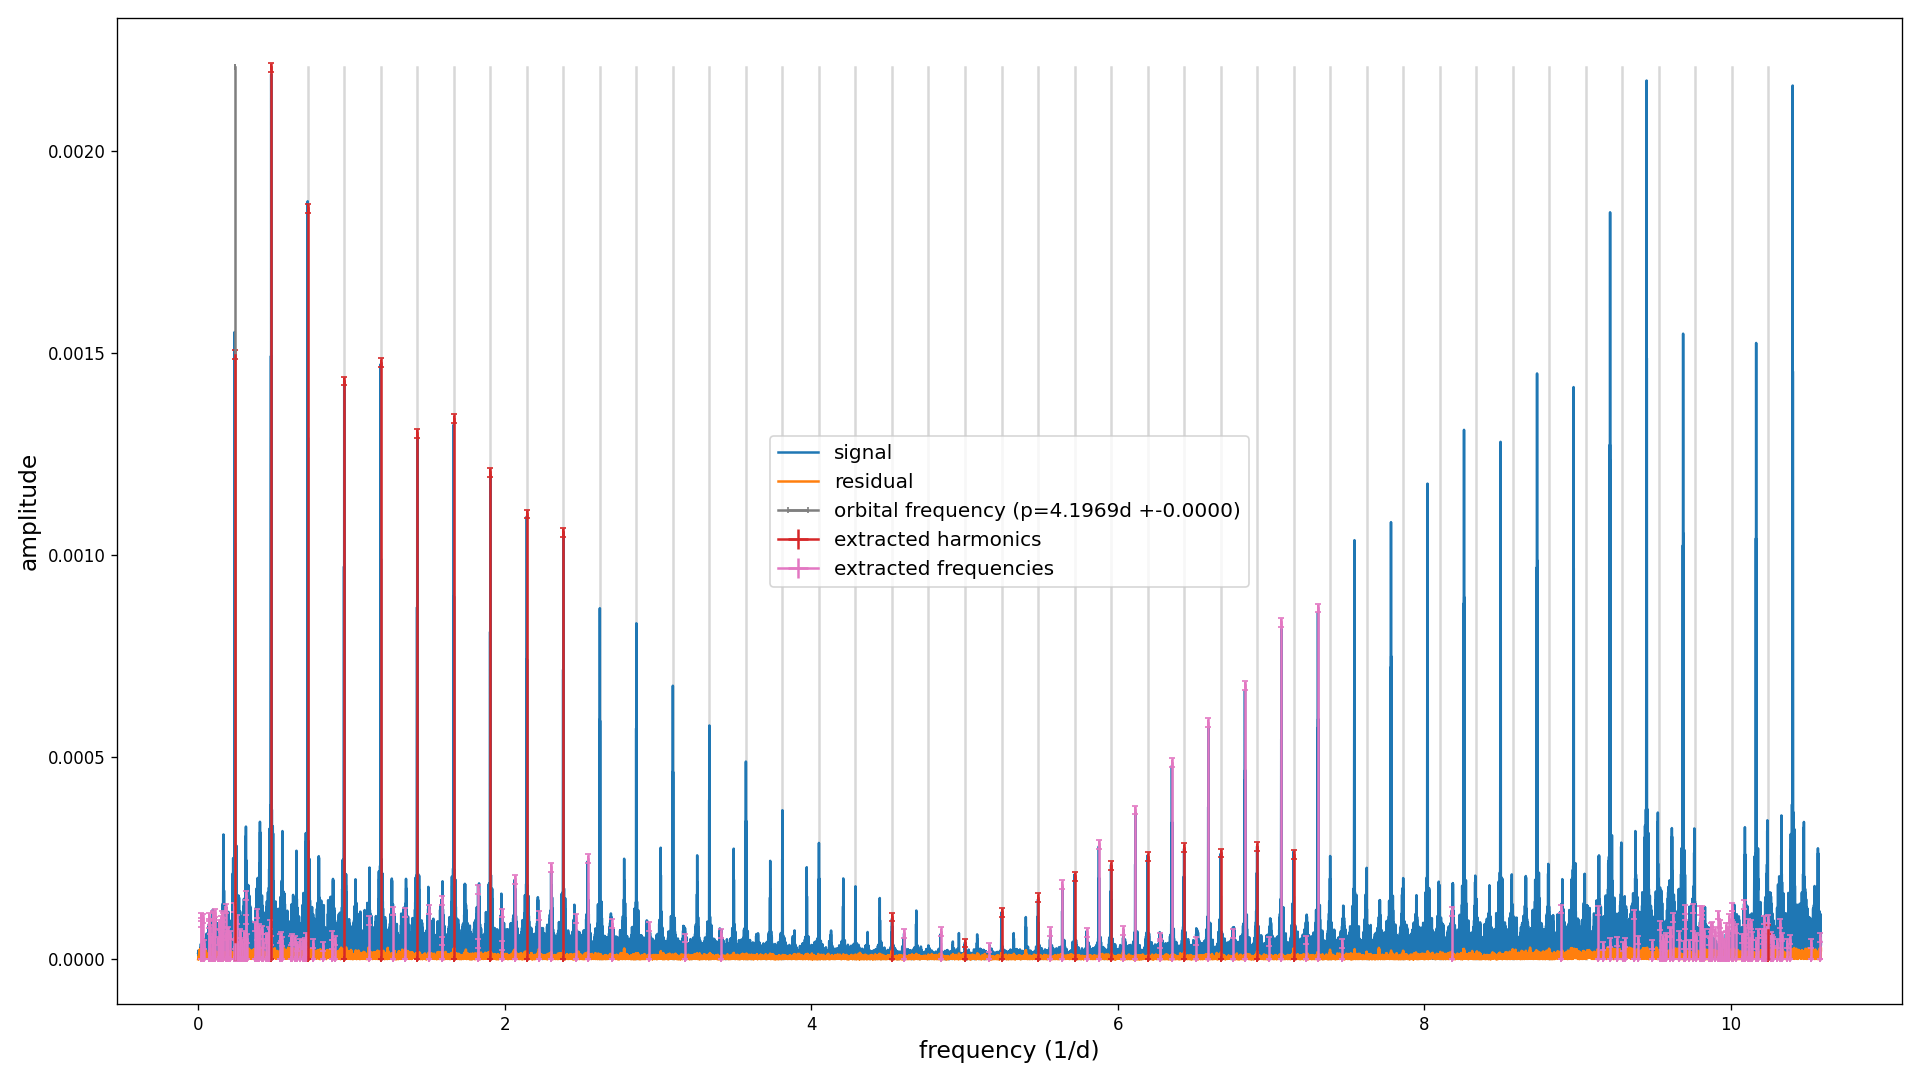 amplitude
0.0020
0.0015
0.0010
0.0005
0.0000
signal
residual
orbital frequency (p=4.1969d +-0.0000)
extracted harmonics
extracted frequencies
0 2 4 6 8 10
frequency (1/d)